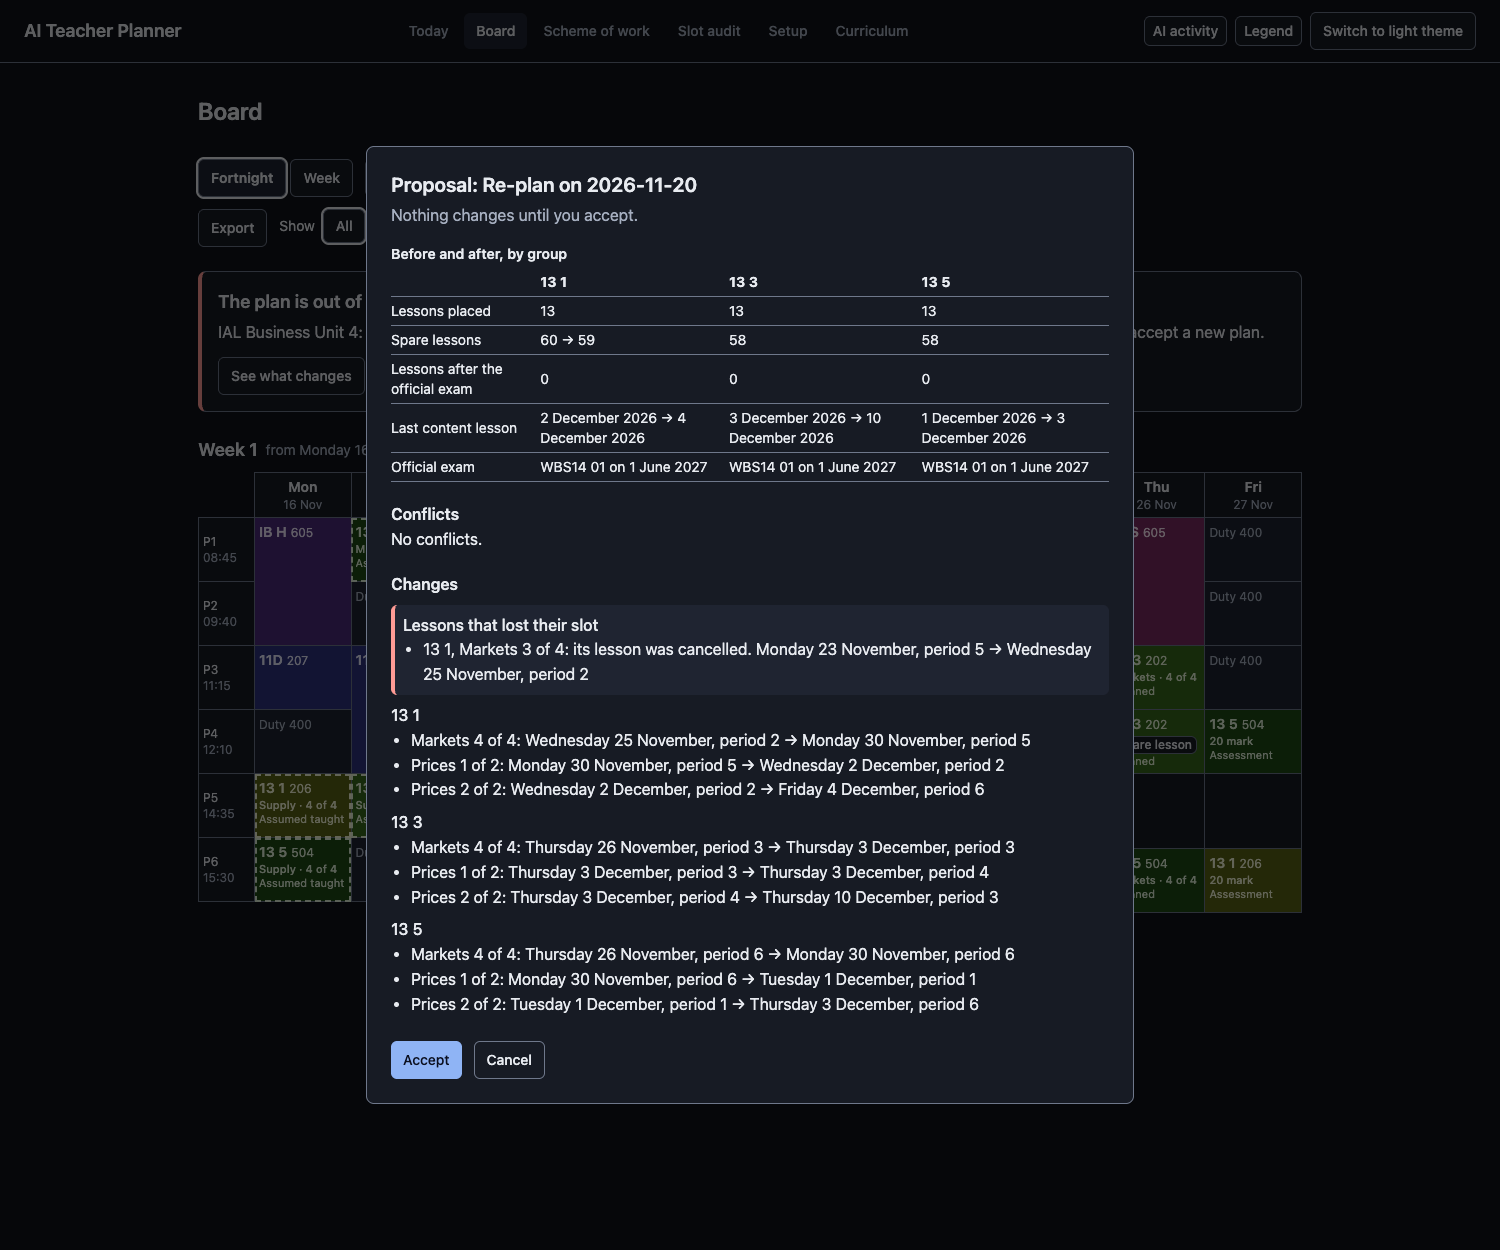 AI Teacher Planner
Today
Board
Scheme of work
Slot audit
Setup
Curriculum
AI activity
Legend
Switch to light theme
Board
Fortnight
Week
Export
Show
All
The plan is out of
IAL Business Unit 4:
accept a new plan.
See what changes
Week 1 from Monday 16
Proposal: Re-plan on 2026-11-20
Nothing changes until you accept.
Before and after, by group
13 1 13 3 13 5
Lessons placed 13 13 13
Spare lessons 60 → 59 58 58
Lessons after the
official exam 0 0 0
Last content lesson
2 December 2026 → 4
December 2026
3 December 2026 → 10
December 2026
1 December 2026 → 3
December 2026
Official exam WBS14 01 on 1 June 2027 WBS14 01 on 1 June 2027 WBS14 01 on 1 June 2027
Conflicts
No conflicts.
Changes
Lessons that lost their slot
• 13 1, Markets 3 of 4: its lesson was cancelled. Monday 23 November, period 5 → Wednesday
25 November, period 2
13 1
• Markets 4 of 4: Wednesday 25 November, period 2 → Monday 30 November, period 5
• Prices 1 of 2: Monday 30 November, period 5 → Wednesday 2 December, period 2
• Prices 2 of 2: Wednesday 2 December, period 2 → Friday 4 December, period 6
13 3
• Markets 4 of 4: Thursday 26 November, period 3 → Thursday 3 December, period 3
• Prices 1 of 2: Thursday 3 December, period 3 → Thursday 3 December, period 4
• Prices 2 of 2: Thursday 3 December, period 4 → Thursday 10 December, period 3
13 5
• Markets 4 of 4: Thursday 26 November, period 6 → Monday 30 November, period 6
• Prices 1 of 2: Monday 30 November, period 6 → Tuesday 1 December, period 1
• Prices 2 of 2: Tuesday 1 December, period 1 → Thursday 3 December, period 6
Accept
Cancel
Mon
16 Nov
Thu
26 Nov
Fri
27 Nov
P1
08:45
IB H 605
605
Duty 400
P2
09:40
Duty 400
P3
11:15
11D 207
202
4 of 4
Duty 400
P4
12:10
Duty 400
202
lesson
13 5 504
20 mark
Assessment
P5
14:35
13 1 206
Supply · 4 of 4
Assumed taught
P6
15:30
13 5 504
Supply · 4 of 4
Assumed taught
504
4 of 4
13 1 206
20 mark
Assessment